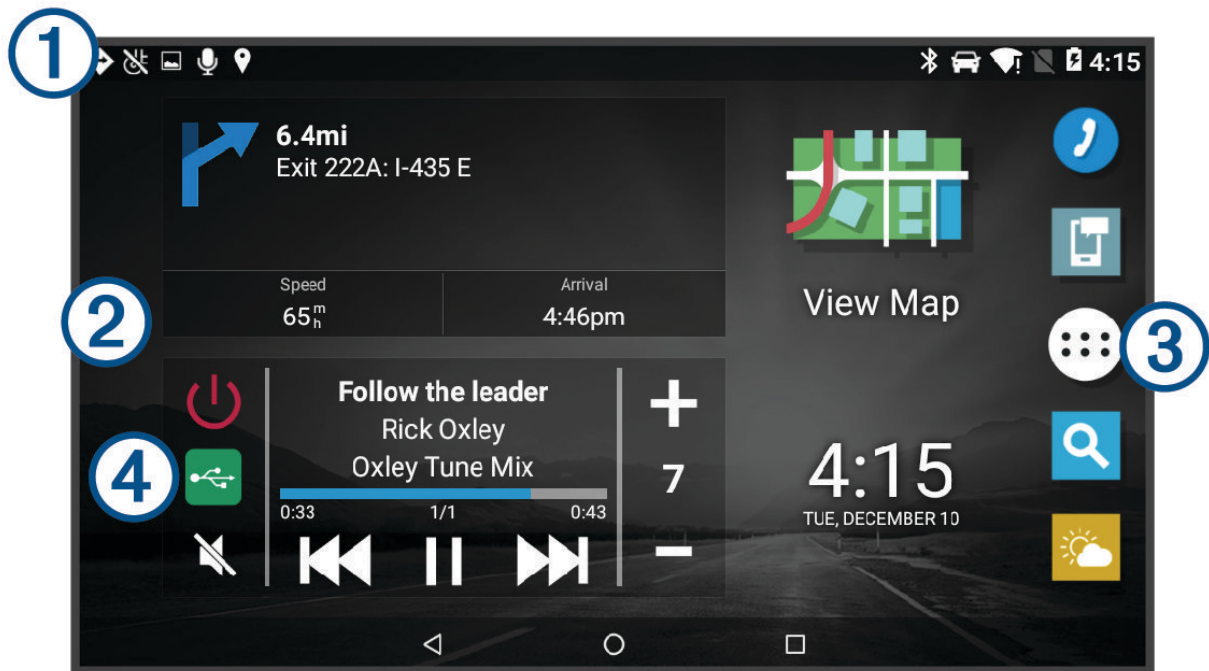 1
4:15
6.4mi
Exit 222A: I-435 E
Speed
65 m h
Arrival
4:46pm
View Map
2
3
Follow the leader
Rick Oxley
Oxley Tune Mix
0:33 1/1 0:43
7
4
4:15
TUE, DECEMBER 10